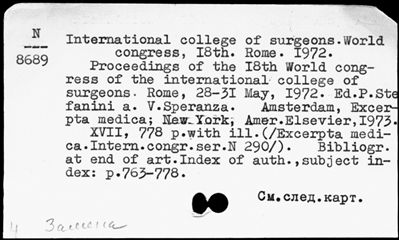 N
8689
International college of surgeons.World
congress, I8th. Rome. I972.
Proceedings of the I8th World cong-
ress of the international college of
surgeons. Rome, 28-3I May, I972. Ed.P.Ste
fanini a. V.Speranza. Amsterdam, Excer-
pta medica; New York, Amer.Elsevier,I973.
XVII, 778 p.with ill.(/Excerpta medi-
ca.Intern.congr.ser.N 290/). Bibliogr.
at end of art.Index of auth.,subject in-
dex: p.763-778.
См.след.карт.
4 Замена